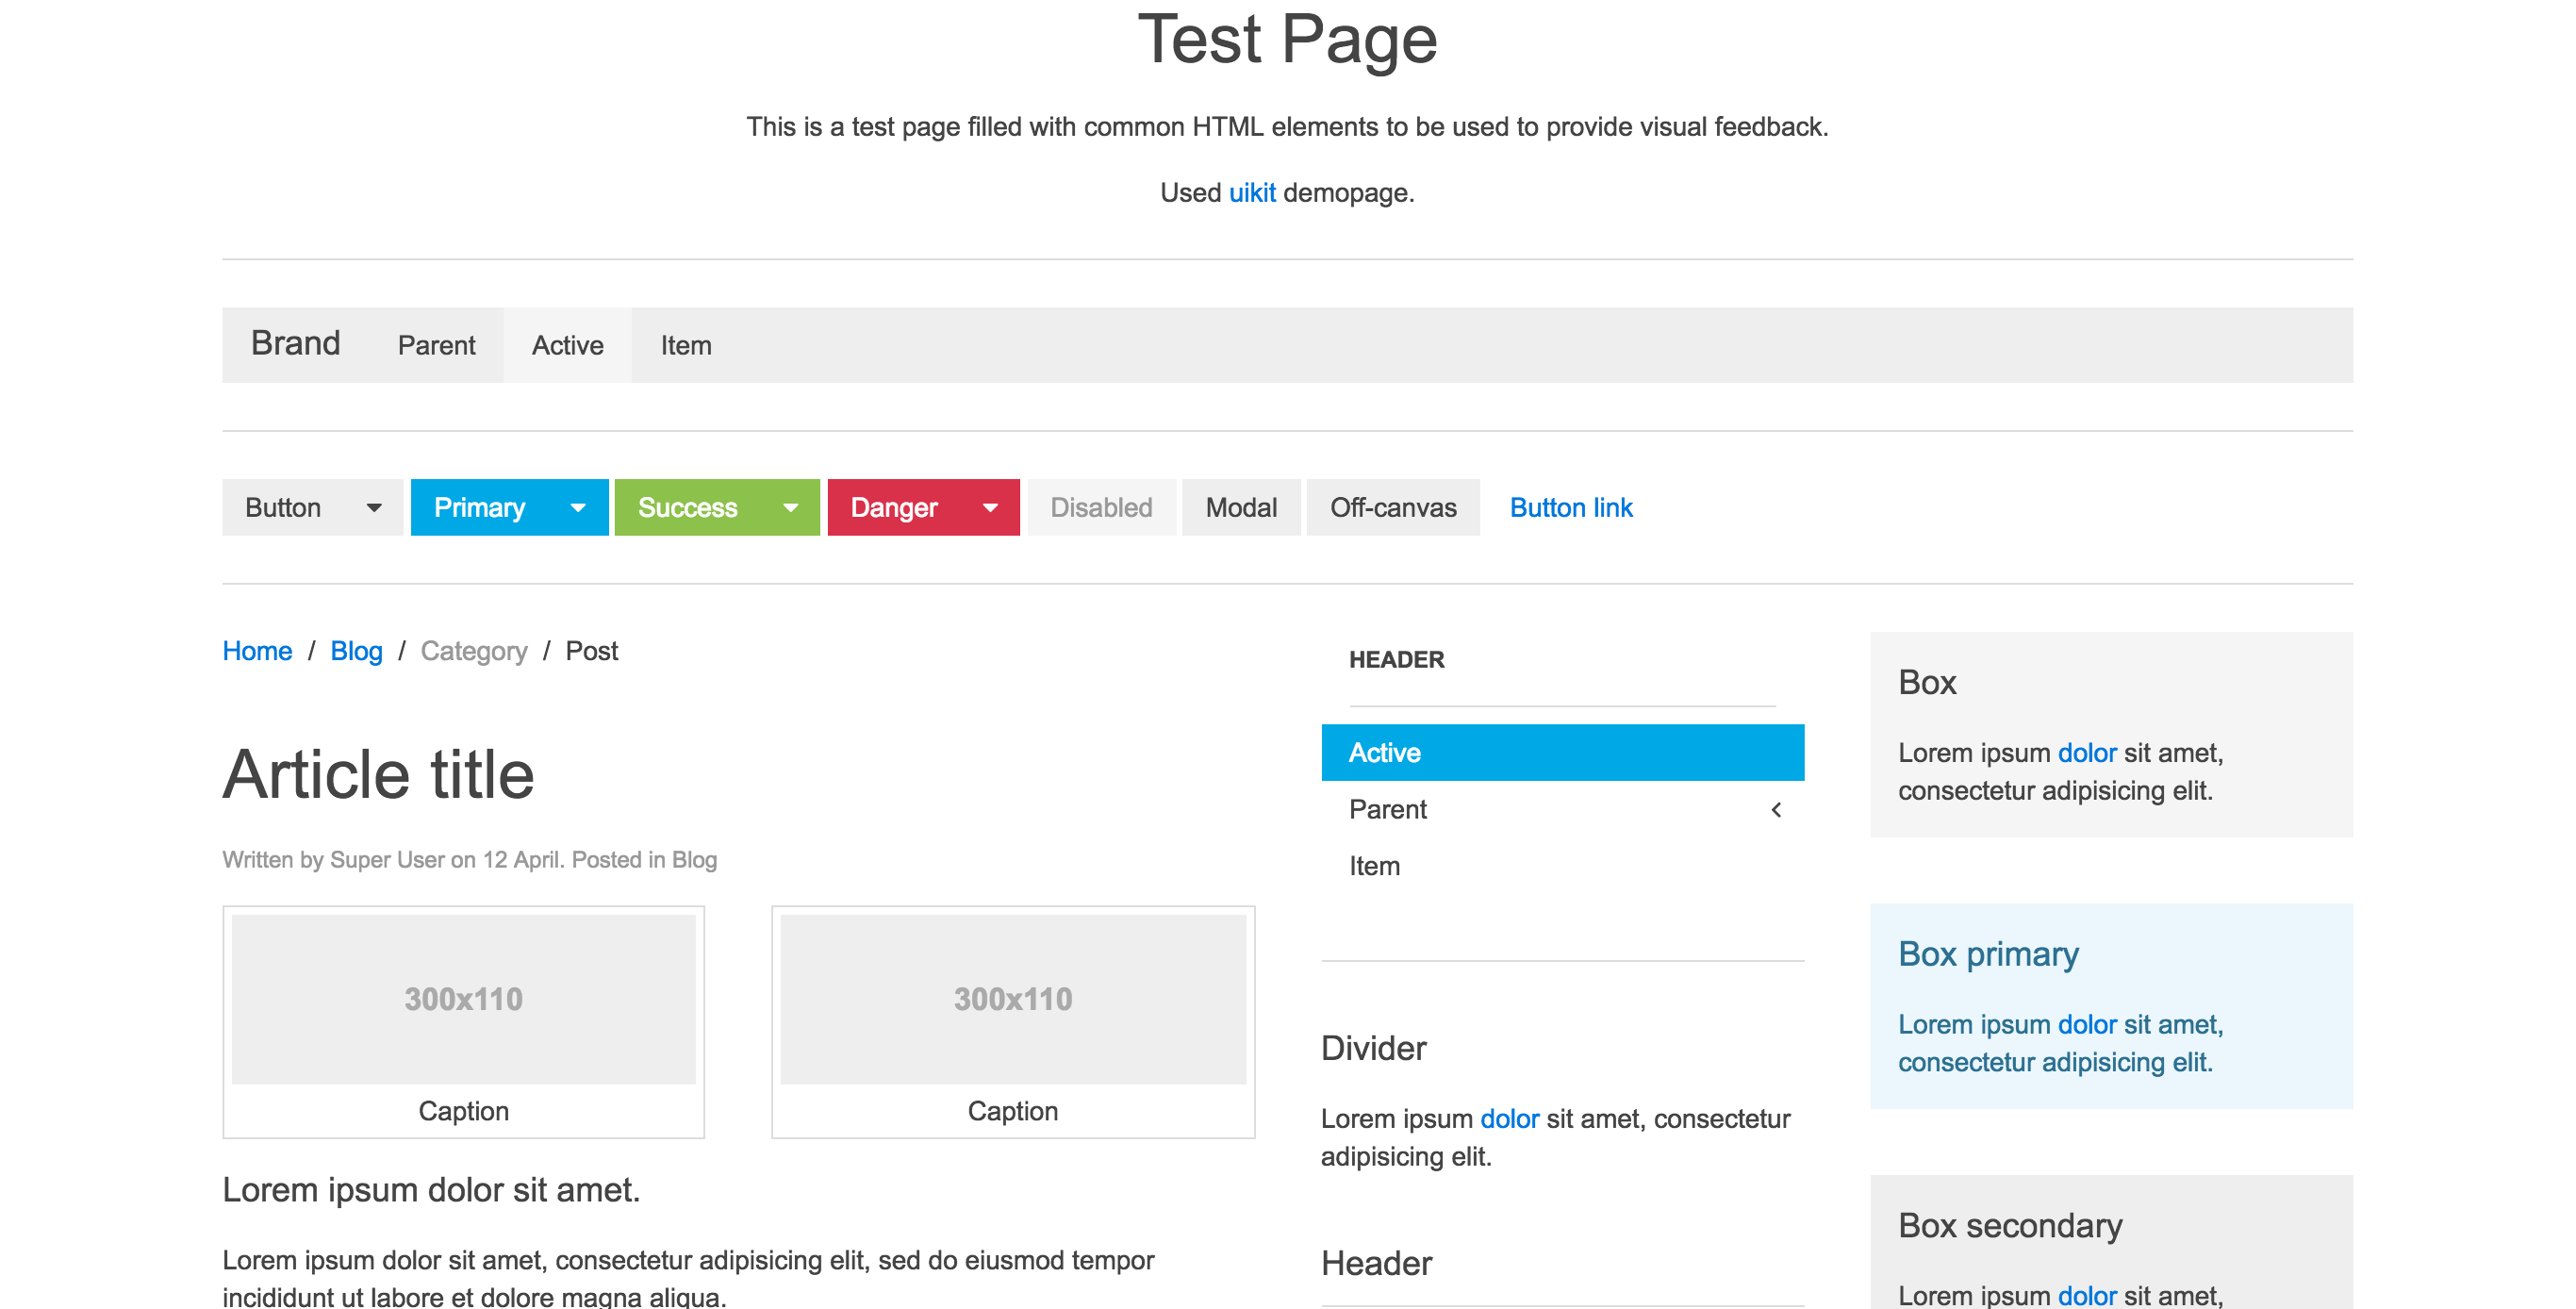 Test Page
This is a test page filled with common HTML elements to be used to provide visual feedback.
Used uikit demopage.
Brand Parent Active Item
Button Primary Success Danger Disabled Modal Off-canvas Button link
Home / Blog / Category / Post
Article title
Written by Super User on 12 April. Posted in Blog
300x110 300x110
Caption Caption
Lorem ipsum dolor sit amet.
Lorem ipsum dolor sit amet, consectetur adipisicing elit, sed do eiusmod tempor
incididunt ut labore et dolore magna aliqua.
HEADER
Active
Parent
Item
Divider
Lorem ipsum dolor sit amet, consectetur
adipisicing elit.
Header
Box
Lorem ipsum dolor sit amet,
consectetur adipisicing elit.
Box primary
Lorem ipsum dolor sit amet,
consectetur adipisicing elit.
Box secondary
Lorem ipsum dolor sit amet,